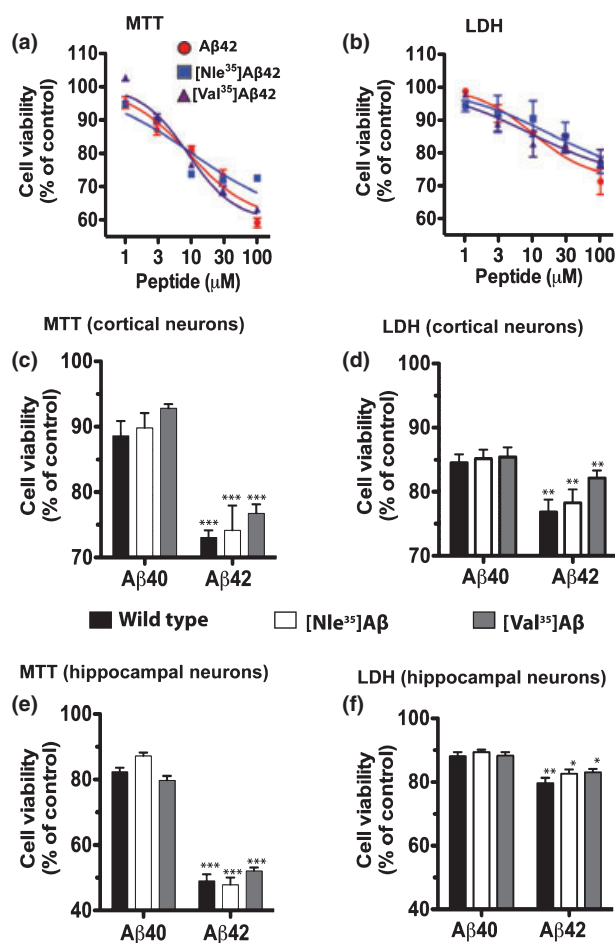 (a) MTT
Aβ42
[Nle³⁵]Aβ42
[Val³⁵]Aβ42
Cell viability
(% of control)
110
100
90
80
70
60
1 3 10 30 100
Peptide (μM)
(b) LDH
Cell viability
(% of control)
110
100
90
80
70
60
1 3 10 30 100
Peptide (μM)
MTT (cortical neurons)
(c)
Cell viability
(% of control)
100
90
80
70
*** *** ***
Aβ40 Aβ42
LDH (cortical neurons)
(d)
Cell viability
(% of control)
100
90
80
70
** ** **
Aβ40 Aβ42
Wild type [Nle³⁵]Aβ [Val³⁵]Aβ
MTT (hippocampal neurons)
(e)
Cell viability
(% of control)
100
80
60
40
*** *** ***
Aβ40 Aβ42
LDH (hippocampal neurons)
(f)
Cell viability
(% of control)
100
80
60
40
** * *
Aβ40 Aβ42